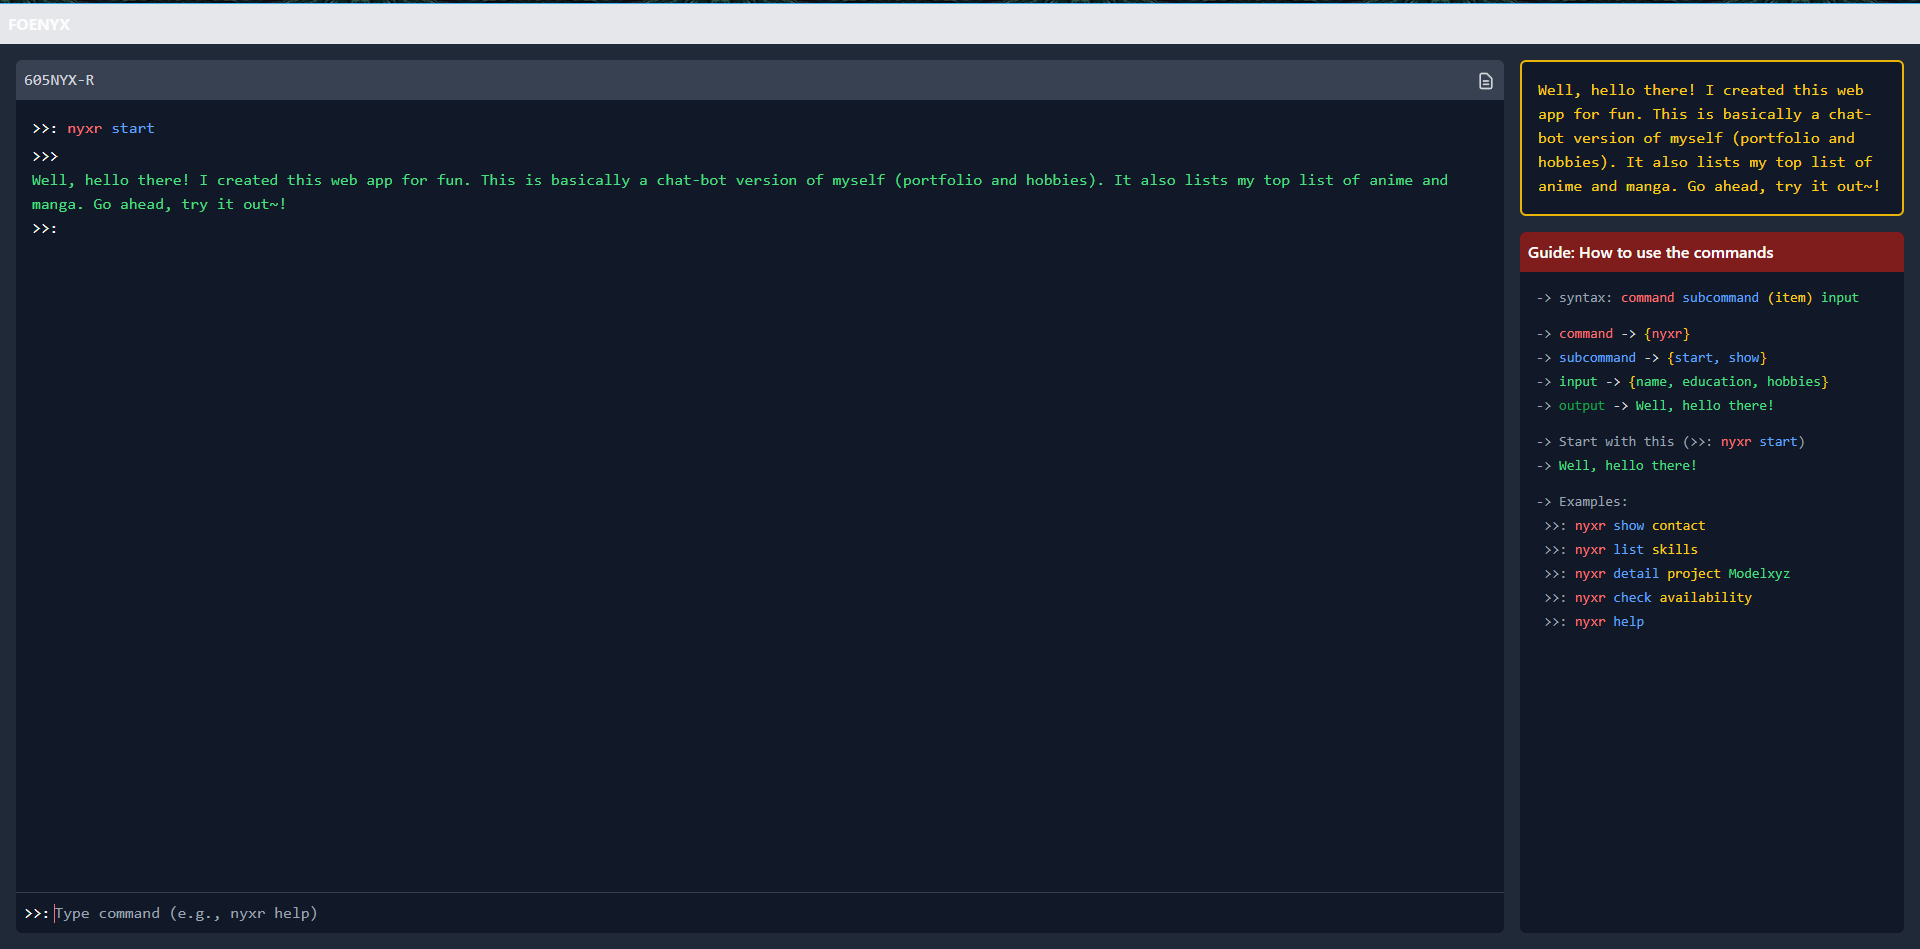 FOENYX
605NYX-R
>>: nyxr start
>>>
Well, hello there! I created this web app for fun. This is basically a chat-bot version of myself (portfolio and hobbies). It also lists my top list of anime and
manga. Go ahead, try it out~!
>>:
>>: Type command (e.g., nyxr help)
Well, hello there! I created this web
app for fun. This is basically a chat-
bot version of myself (portfolio and
hobbies). It also lists my top list of
anime and manga. Go ahead, try it out~!
Guide: How to use the commands
-> syntax: command subcommand (item) input
-> command -> {nyxr}
-> subcommand -> {start, show}
-> input -> {name, education, hobbies}
-> output -> Well, hello there!
-> Start with this (>>: nyxr start)
-> Well, hello there!
-> Examples:
>>: nyxr show contact
>>: nyxr list skills
>>: nyxr detail project Modelxyz
>>: nyxr check availability
>>: nyxr help